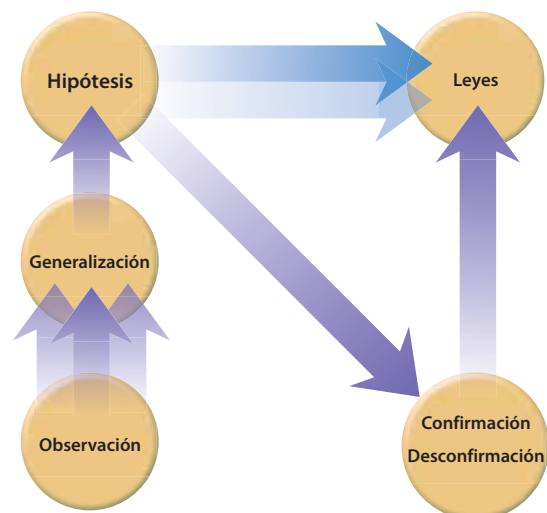 Hipótesis
Leyes
Generalización
Observación
Confirmación
Desconfirmación